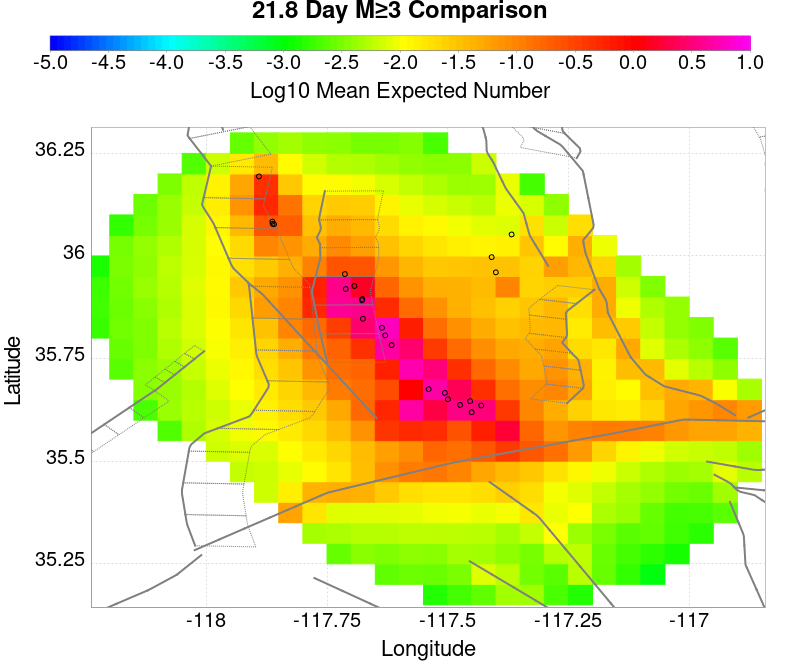 21.8 Day M≥3 Comparison
-5.0 -4.5 -4.0 -3.5 -3.0 -2.5 -2.0 -1.5 -1.0 -0.5 0.0 0.5 1.0
Log10 Mean Expected Number
36.25
36
35.75
35.5
35.25
Latitude
-118 -117.75 -117.5 -117.25 -117
Longitude